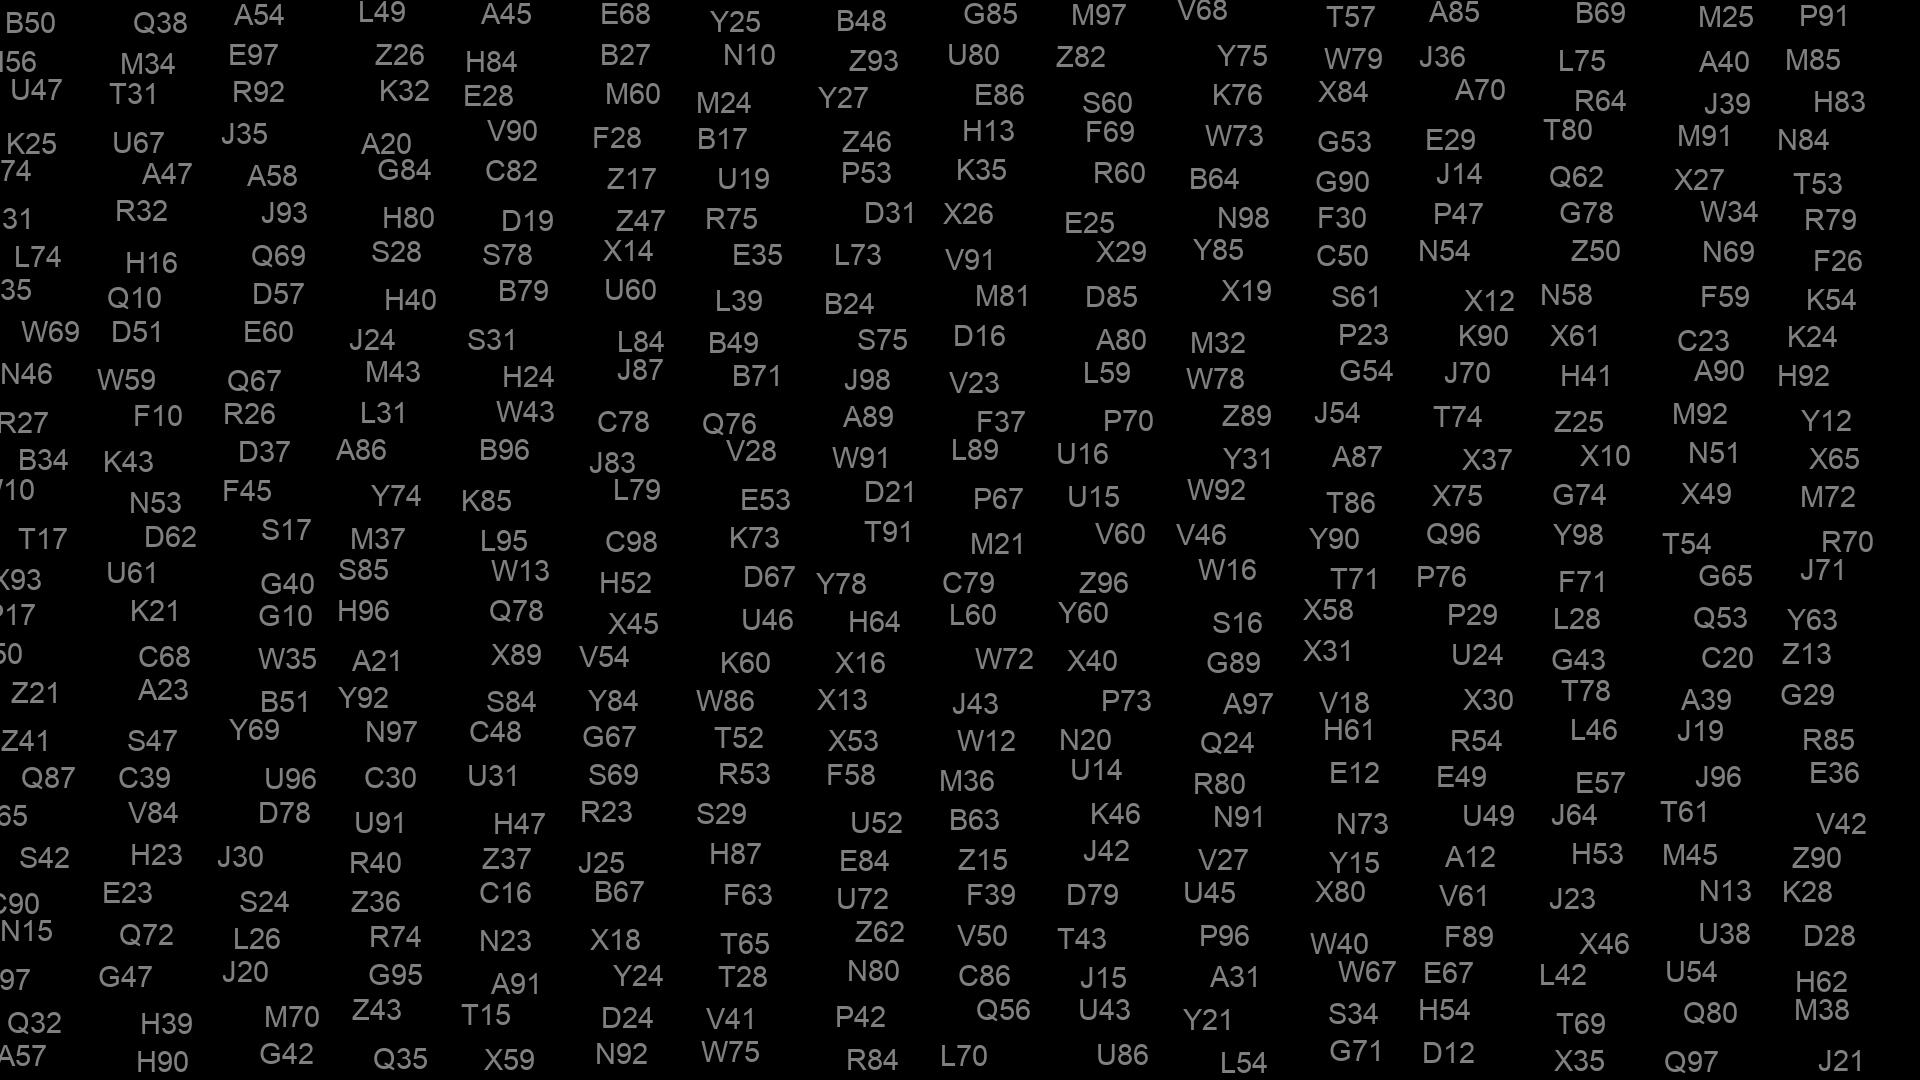 B50 Q38 A54 L49 A45 E68 Y25 B48 G85 M97 V68 T57 A85 B69 M25 P91
M34 E97 Z26 H84 B27 N10 Z93 U80 Z82 Y75 W79 J36 L75 A40 M85
U47 T31 R92 K32 E28 M60 M24 Y27 E86 S60 K76 X84 A70 R64 J39 H83
K25 U67 J35 A20 V90 F28 B17 Z46 H13 F69 W73 G53 E29 T80 M91 N84
74 A47 A58 G84 C82 Z17 U19 P53 K35 R60 B64 G90 J14 Q62 X27 T53
31 R32 J93 H80 D19 Z47 R75 D31 X26 E25 N98 F30 P47 G78 W34 R79
L74 H16 Q69 S28 S78 X14 E35 L73 V91 X29 Y85 C50 N54 Z50 N69 F26
35 Q10 D57 H40 B79 U60 L39 B24 M81 D85 X19 S61 X12 N58 F59 K54
W69 D51 E60 J24 S31 L84 B49 S75 D16 A80 M32 P23 K90 X61 C23 K24
N46 W59 Q67 M43 H24 J87 B71 J98 V23 L59 W78 G54 J70 H41 A90 H92
R27 F10 R26 L31 W43 C78 Q76 A89 F37 P70 Z89 J54 T74 Z25 M92 Y12
B34 K43 D37 A86 B96 J83 V28 W91 L89 U16 Y31 A87 X37 X10 N51 X65
N53 F45 Y74 K85 L79 E53 D21 P67 U15 W92 T86 X75 G74 X49 M72
T17 D62 S17 M37 L95 C98 K73 T91 M21 V60 V46 Y90 Q96 Y98 T54 R70
X93 U61 G40 S85 W13 H52 D67 Y78 C79 Z96 W16 T71 P76 F71 G65 J71
P17 K21 G10 H96 Q78 X45 U46 H64 L60 Y60 S16 X58 P29 L28 Q53 Y63
C68 W35 A21 X89 V54 K60 X16 W72 X40 G89 X31 U24 G43 C20 Z13
Z21 A23 B51 Y92 S84 Y84 W86 X13 J43 P73 A97 V18 X30 T78 A39 G29
Z41 S47 Y69 N97 C48 G67 T52 X53 W12 N20 Q24 H61 R54 L46 J19 R85
Q87 C39 U96 C30 U31 S69 R53 F58 M36 U14 R80 E12 E49 E57 J96 E36
65 V84 D78 U91 H47 R23 S29 U52 B63 K46 N91 N73 U49 J64 T61 V42
S42 H23 J30 R40 Z37 J25 H87 E84 Z15 J42 V27 Y15 A12 H53 M45 Z90
C90 E23 S24 Z36 C16 B67 F63 U72 F39 D79 U45 X80 V61 J23 N13 K28
N15 Q72 L26 R74 N23 X18 T65 Z62 V50 T43 P96 W40 F89 X46 U38 D28
97 G47 J20 G95 A91 Y24 T28 N80 C86 J15 A31 W67 E67 L42 U54 H62
Q32 H39 M70 Z43 T15 D24 V41 P42 Q56 U43 Y21 S34 H54 T69 Q80 M38
A57 H90 G42 Q35 X59 N92 W75 R84 L70 U86 L54 G71 D12 X35 Q97 J21